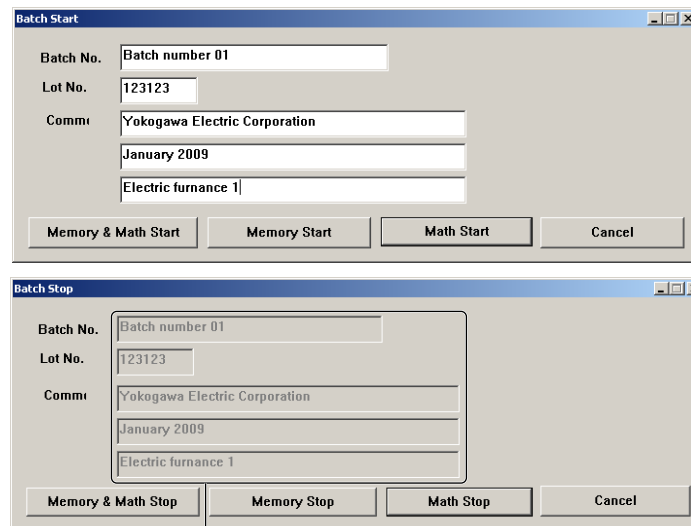 Batch Start
Batch No. Batch number 01
Lot No. 123123
Comme Yokogawa Electric Corporation
January 2009
Electric furnance 1
Memory & Math Start Memory Start Math Start Cancel
Batch Stop
Batch No. Batch number 01
Lot No. 123123
Comme Yokogawa Electric Corporation
January 2009
Electric furnance 1
Memory & Math Stop Memory Stop Math Stop Cancel